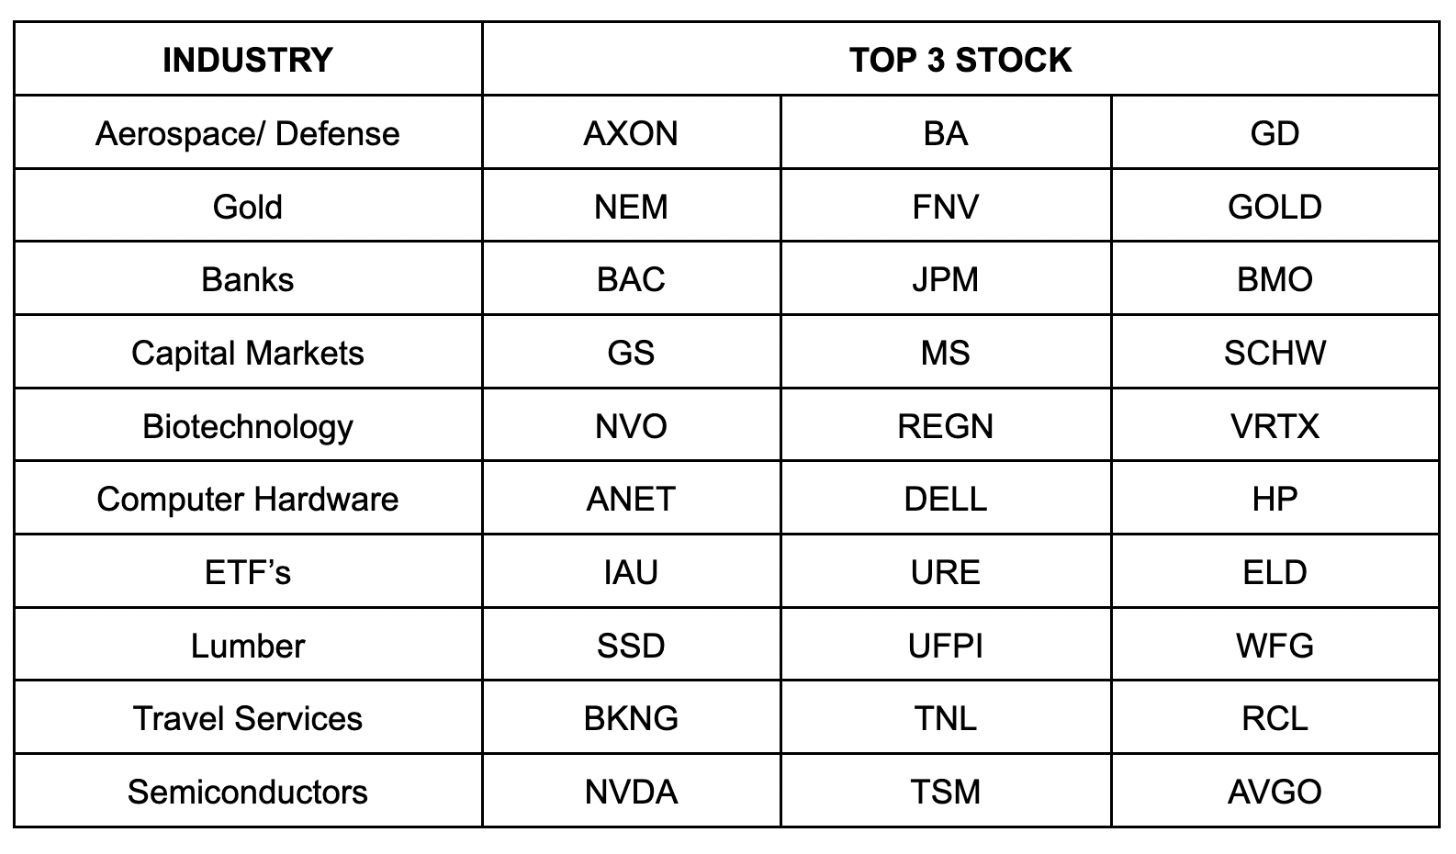 INDUSTRY TOP 3 STOCK
Aerospace/ Defense AXON BA GD
Gold NEM FNV GOLD
Banks BAC JPM BMO
Capital Markets GS MS SCHW
Biotechnology NVO REGN VRTX
Computer Hardware ANET DELL HP
ETF’s IAU URE ELD
Lumber SSD UFPI WFG
Travel Services BKNG TNL RCL
Semiconductors NVDA TSM AVGO